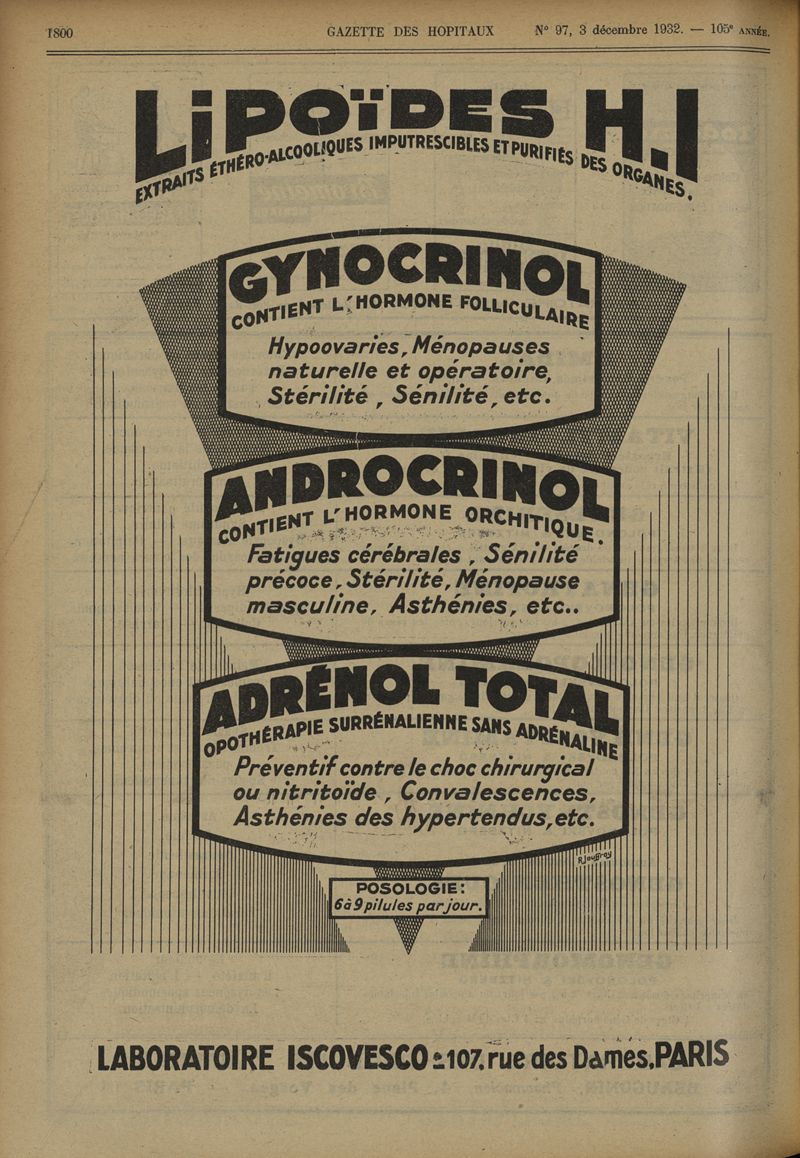 1800 GAZETTE DES HOPITAUX N° 97, 3 décembre 1932. — 105e ANNÉE.
LiPOÏDES H.I
EXTRAITS ÉTHÉRO-ALCOOLIQUES IMPUTRESCIBLES ET PURIFIÉS DES ORGANES.
GYNOCRINOL
CONTIENT L'HORMONE FOLLICULAIRE
Hypoovaries, Ménopauses
naturelle et opératoire,
Stérilité, Sénilité, etc.
ANDROCRINOL
CONTIENT L'HORMONE ORCHITIQUE.
Fatigues cérébrales, Sénilité
précoce, Stérilité, Ménopause
masculine, Asthénies, etc..
ADRÉNOL TOTAL
OPOTHÉRAPIE SURRÉNALIENNE SANS ADRÉNALINE
Préventif contre le choc chirurgical
ou nitritoïde, Convalescences,
Asthénies des hypertendus, etc.
R Jouffroy
POSOLOGIE:
6 à 9 pilules par jour.
LABORATOIRE ISCOVESCO :-: 107, rue des Dames, PARIS